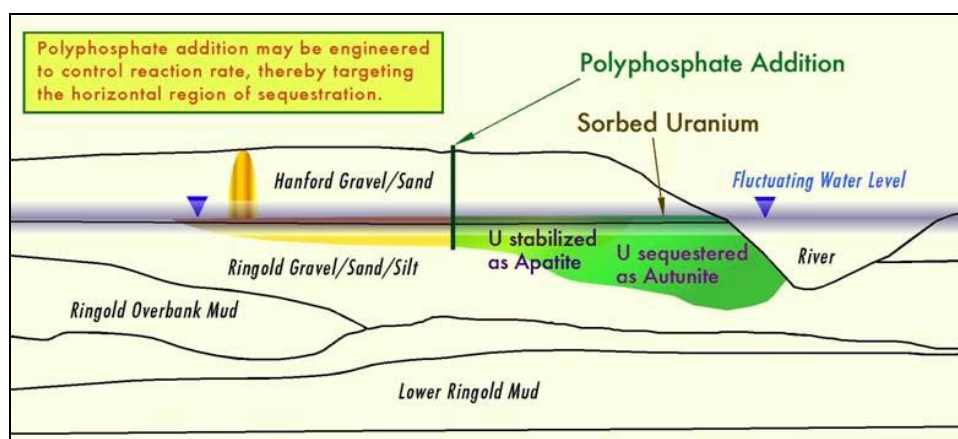 Polyphosphate addition may be engineered
to control reaction rate, thereby targeting
the horizontal region of sequestration.
Polyphosphate Addition
Sorbed Uranium
Hanford Gravel/Sand
Fluctuating Water Level
U stabilized
as Apatite
U sequestered
as Autunite
River
Ringold Gravel/Sand/Silt
Ringold Overbank Mud
Lower Ringold Mud